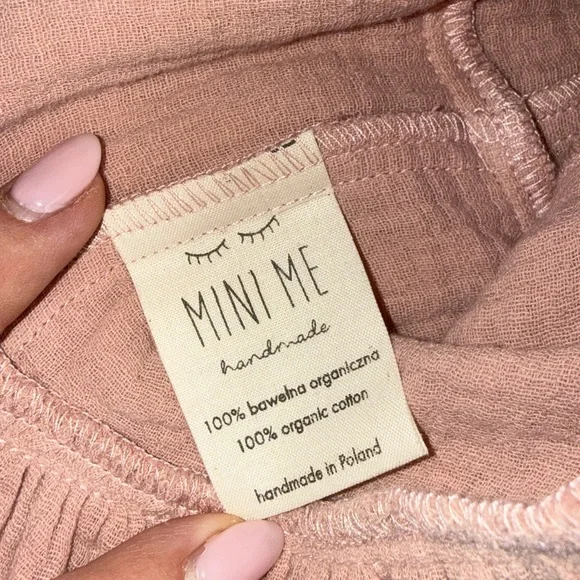 MINI ME
handmade
100% bawełna organiczna
100% organic cotton
handmade in Poland